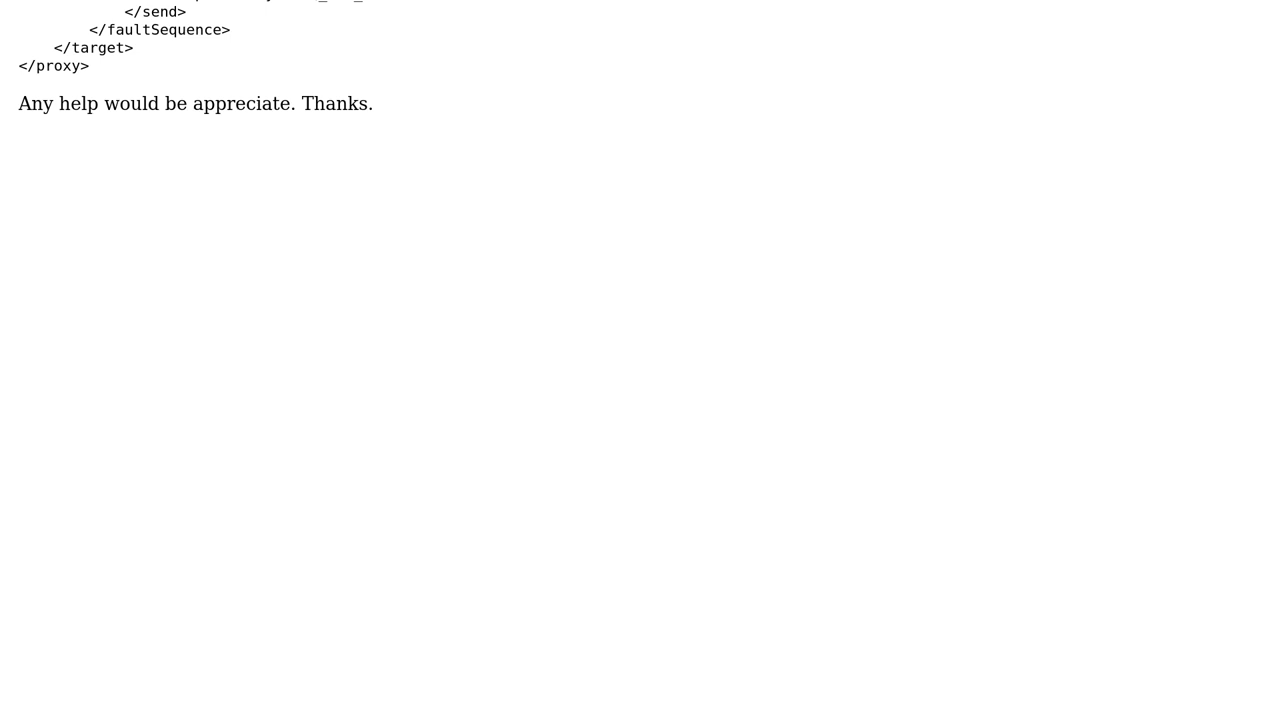 </send>
</faultSequence>
</target>
</proxy>
Any help would be appreciate. Thanks.